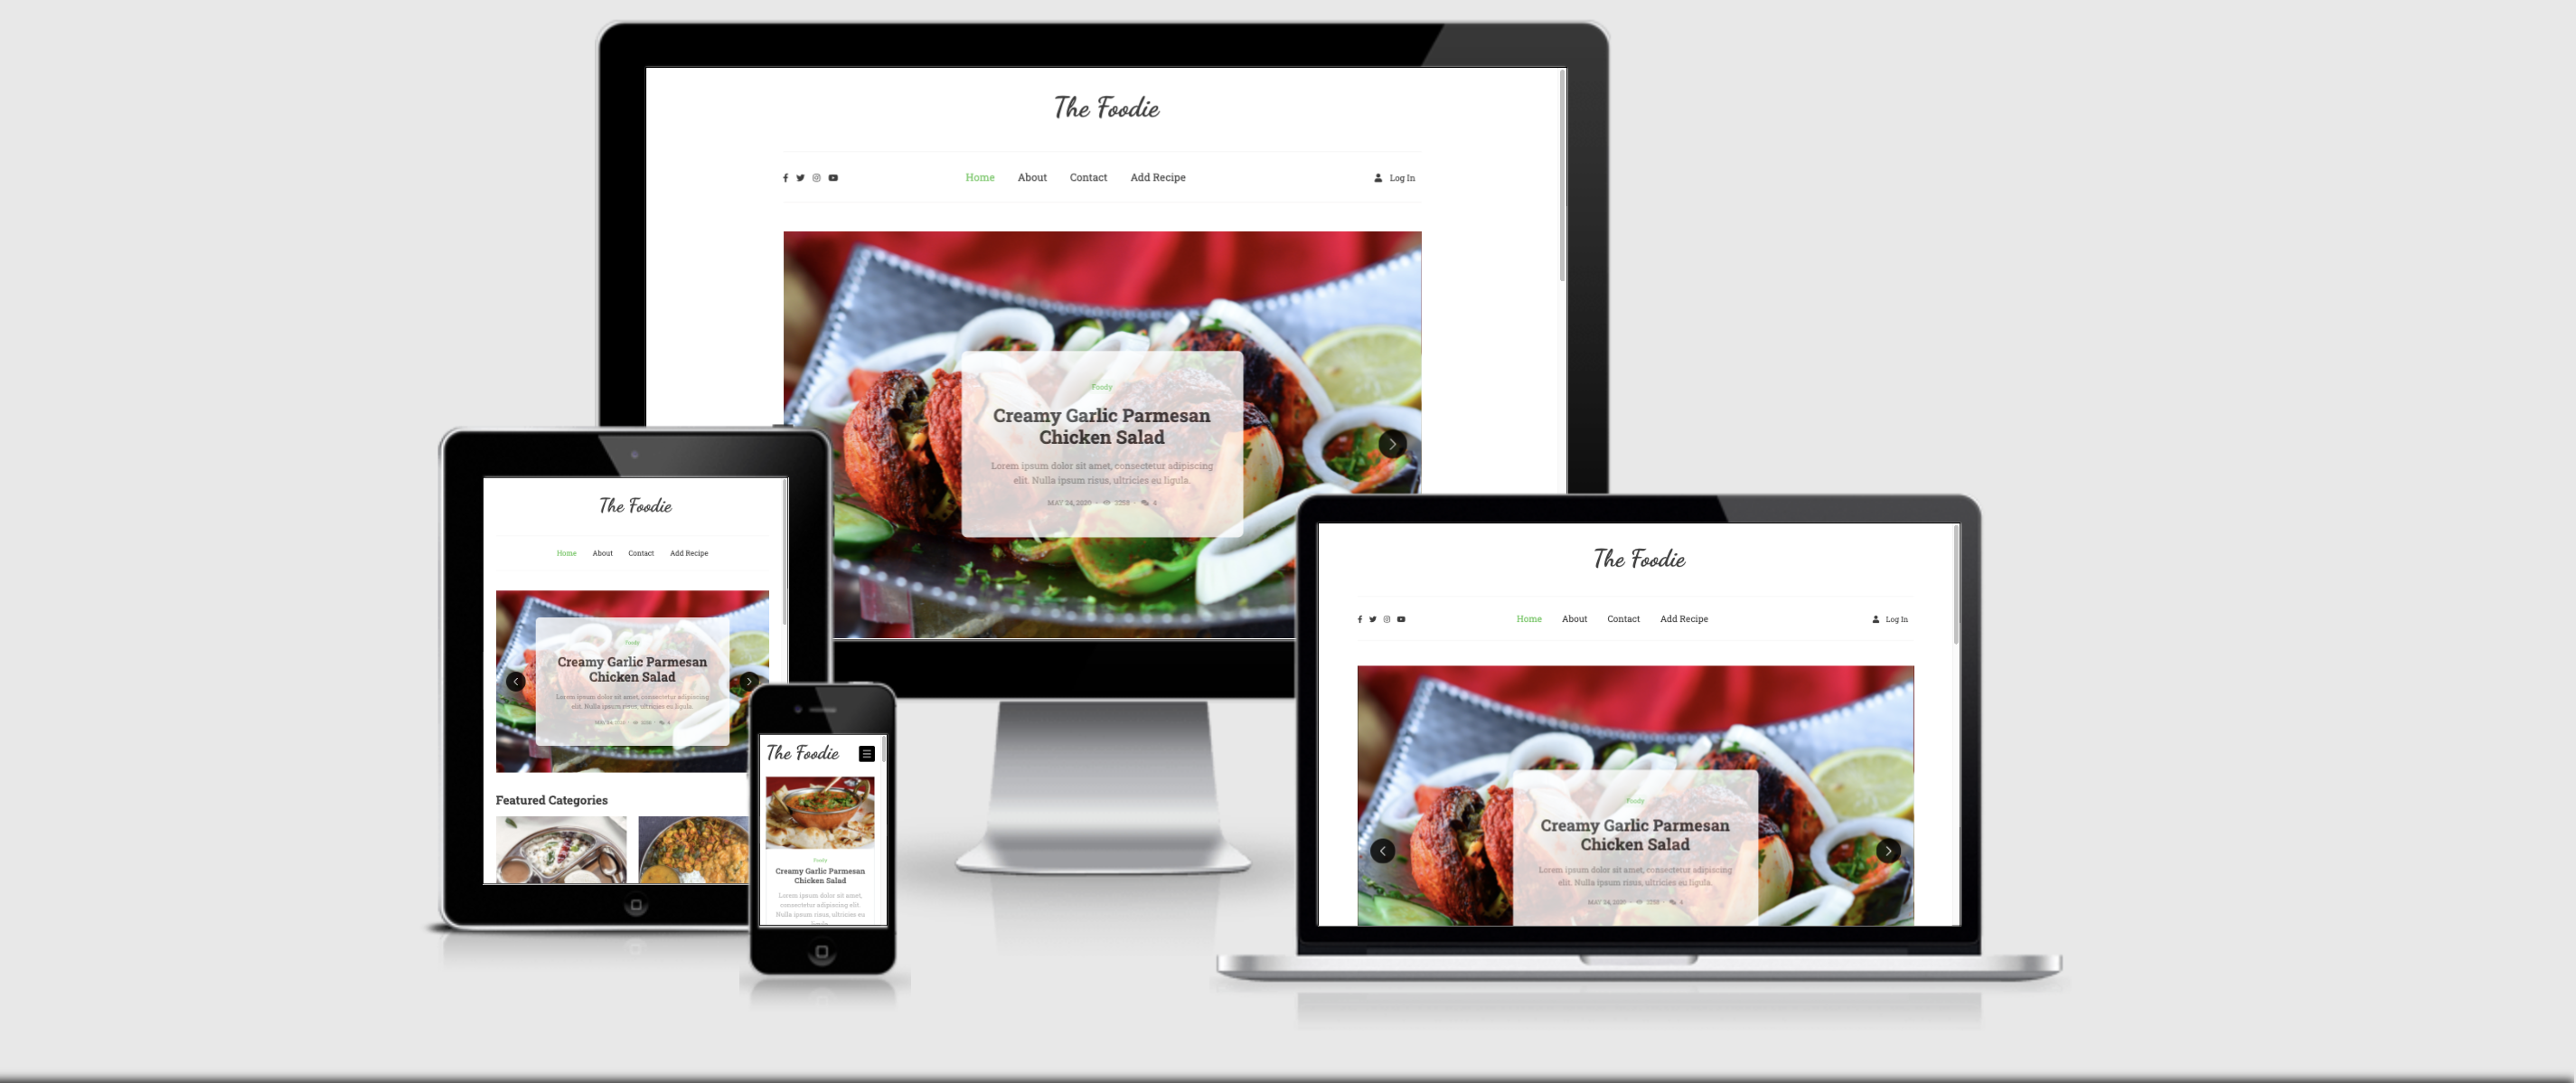 The Foodie
Home About Contact Add Recipe Log In
Foody
Creamy Garlic Parmesan
Chicken Salad
Lorem ipsum dolor sit amet, consectetur adipiscing
elit. Nulla ipsum risus, ultricies eu ligula.
MAY 24, 2020 - 2258 - 4
The Foodie
Home About Contact Add Recipe
Foody
Creamy Garlic Parmesan
Chicken Salad
Lorem ipsum dolor sit amet, consectetur adipiscing
elit. Nulla ipsum risus, ultricies eu ligula.
Featured Categories
The Foodie
Foody
Creamy Garlic Parmesan
Chicken Salad
Lorem ipsum dolor sit amet,
consectetur adipiscing elit.
Nulla ipsum risus, ultricies eu
The Foodie
Home About Contact Add Recipe Log In
Foody
Creamy Garlic Parmesan
Chicken Salad
Lorem ipsum dolor sit amet, consectetur adipiscing
elit. Nulla ipsum risus, ultricies eu ligula.
MAY 24, 2020 - 2258 - 4